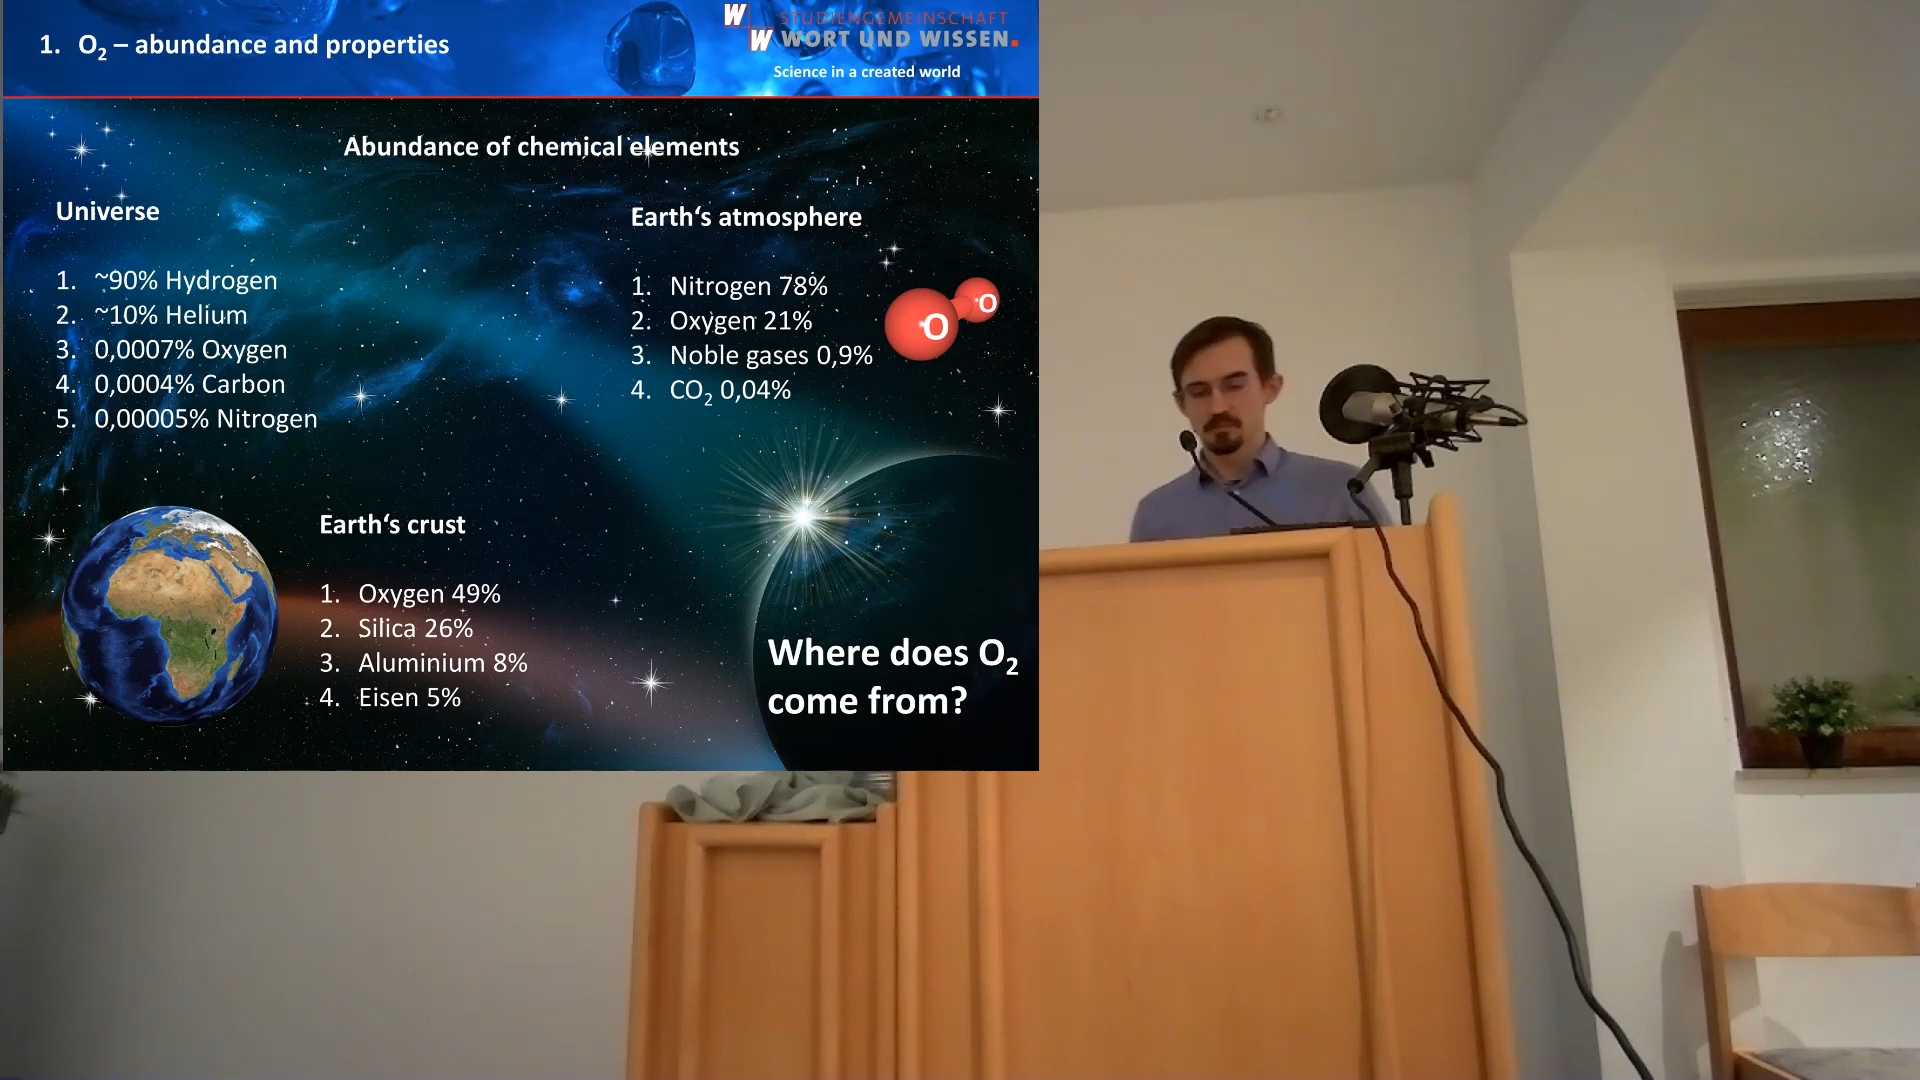 1. O₂ – abundance and properties
W
W
STUDIENGEMEINSCHAFT
WORT UND WISSEN.
Science in a created world
Abundance of chemical elements
Universe
1. ~90% Hydrogen
2. ~10% Helium
3. 0,0007% Oxygen
4. 0,0004% Carbon
5. 0,00005% Nitrogen
Earth‘s atmosphere
1. Nitrogen 78%
2. Oxygen 21%
3. Noble gases 0,9%
4. CO₂ 0,04%
O
O
Earth‘s crust
1. Oxygen 49%
2. Silica 26%
3. Aluminium 8%
4. Eisen 5%
Where does O₂
come from?